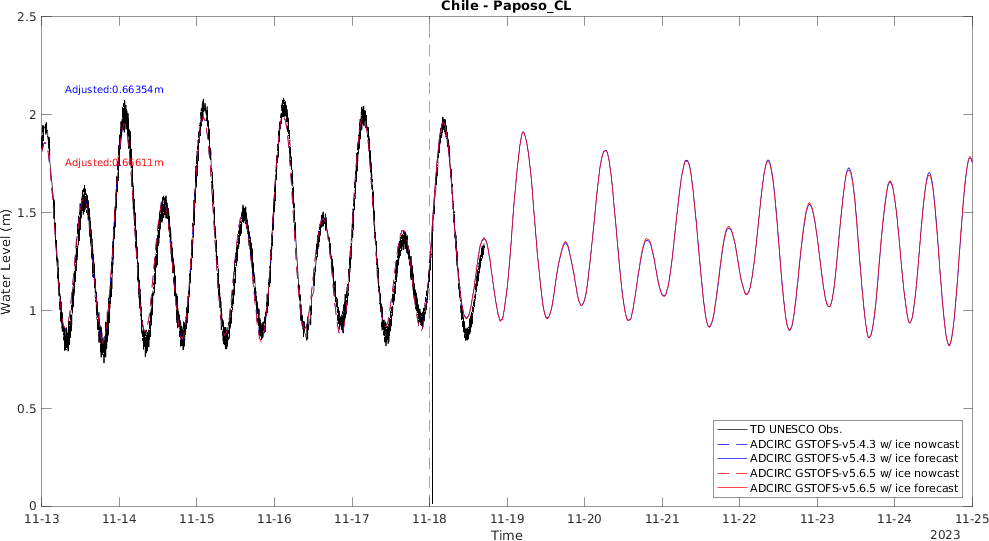 Chile - Paposo_CL
2.5
2
1.5
1
0.5
0
Water Level (m)
Adjusted:0.66354m
Adjusted:0.66611m
TD UNESCO Obs.
ADCIRC GSTOFS-v5.4.3 w/ ice nowcast
ADCIRC GSTOFS-v5.4.3 w/ ice forecast
ADCIRC GSTOFS-v5.6.5 w/ ice nowcast
ADCIRC GSTOFS-v5.6.5 w/ ice forecast
11-13 11-14 11-15 11-16 11-17 11-18 11-19 11-20 11-21 11-22 11-23 11-24 11-25
Time
2023